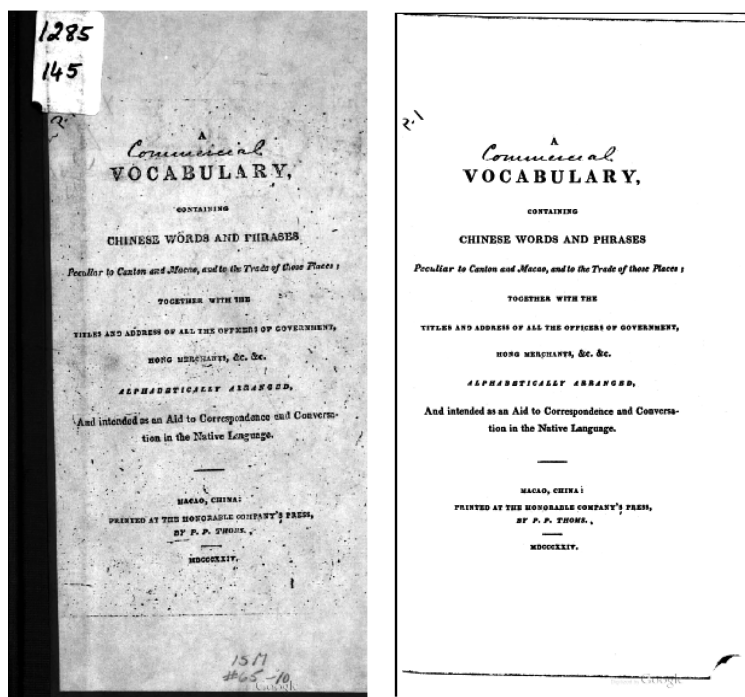 1285
145
A
Commercial
VOCABULARY,
CONTAINING
CHINESE WORDS AND PHRASES
Peculiar to Canton and Macao, and to the Trade of those Places;
TOGETHER WITH THE
TITLES AND ADDRESS OF ALL THE OFFICERS OF GOVERNMENT,
HONG MERCHANTS, &c. &c.
ALPHABETICALLY ARRANGED,
And intended as an Aid to Correspondence and Conversa-
tion in the Native Language.
MACAO, CHINA:
PRINTED AT THE HONORABLE COMPANY'S PRESS,
BY P. P. THOMS.,
MDCCCXXIV.
15M
#65-10
Google
2.1
A
Commercial
VOCABULARY,
CONTAINING
CHINESE WORDS AND PHRASES
Peculiar to Canton and Macao, and to the Trade of those Places;
TOGETHER WITH THE
TITLES AND ADDRESS OF ALL THE OFFICERS OF GOVERNMENT,
HONG MERCHANTS, &c. &c.
ALPHABETICALLY ARRANGED,
And intended as an Aid to Correspondence and Conversa-
tion in the Native Language.
MACAO, CHINA:
PRINTED AT THE HONORABLE COMPANY'S PRESS,
BY P. P. THOMS.,
MDCCCXXIV.
Google